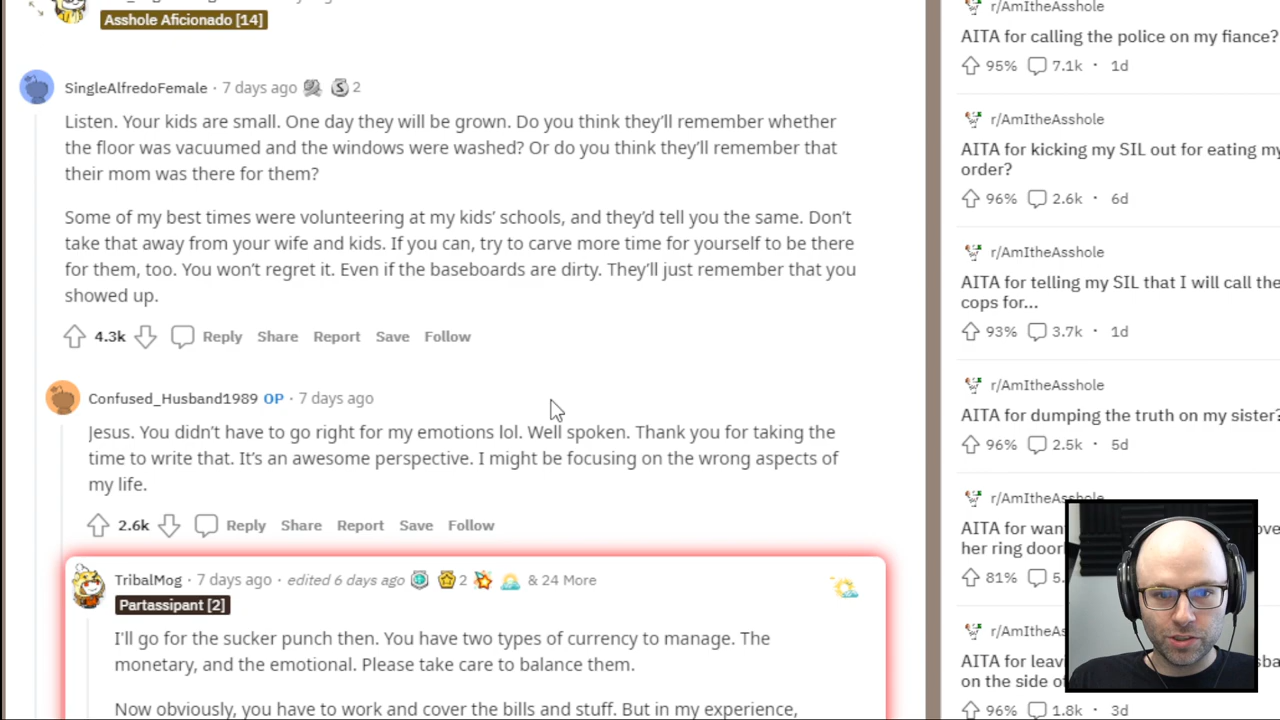 Asshole Aficionado [14]
SingleAlfredoFemale · 7 days ago 2
Listen. Your kids are small. One day they will be grown. Do you think they'll remember whether
the floor was vacuumed and the windows were washed? Or do you think they'll remember that
their mom was there for them?
Some of my best times were volunteering at my kids' schools, and they'd tell you the same. Don't
take that away from your wife and kids. If you can, try to carve more time for yourself to be there
for them, too. You won't regret it. Even if the baseboards are dirty. They'll just remember that you
showed up.
4.3k Reply Share Report Save Follow
Confused_Husband1989 OP · 7 days ago
Jesus. You didn't have to go right for my emotions lol. Well spoken. Thank you for taking the
time to write that. It's an awesome perspective. I might be focusing on the wrong aspects of
my life.
2.6k Reply Share Report Save Follow
TribalMog · 7 days ago · edited 6 days ago 2 & 24 More
Partassipant [2]
I'll go for the sucker punch then. You have two types of currency to manage. The
monetary, and the emotional. Please take care to balance them.
Now obviously, you have to work and cover the bills and stuff. But in my experience,
r/AmItheAsshole
AITA for calling the police on my fiance?
95% 7.1k · 1d
r/AmItheAsshole
AITA for kicking my SIL out for eating my
order?
96% 2.6k · 6d
r/AmItheAsshole
AITA for telling my SIL that I will call the
cops for...
93% 3.7k · 1d
r/AmItheAsshole
AITA for dumping the truth on my sister?
96% 2.5k · 5d
r/AmItheAsshole
AITA for
her ring
81% 5.
r/AmItheA
AITA for
on the side
96% 1.8k · 3d